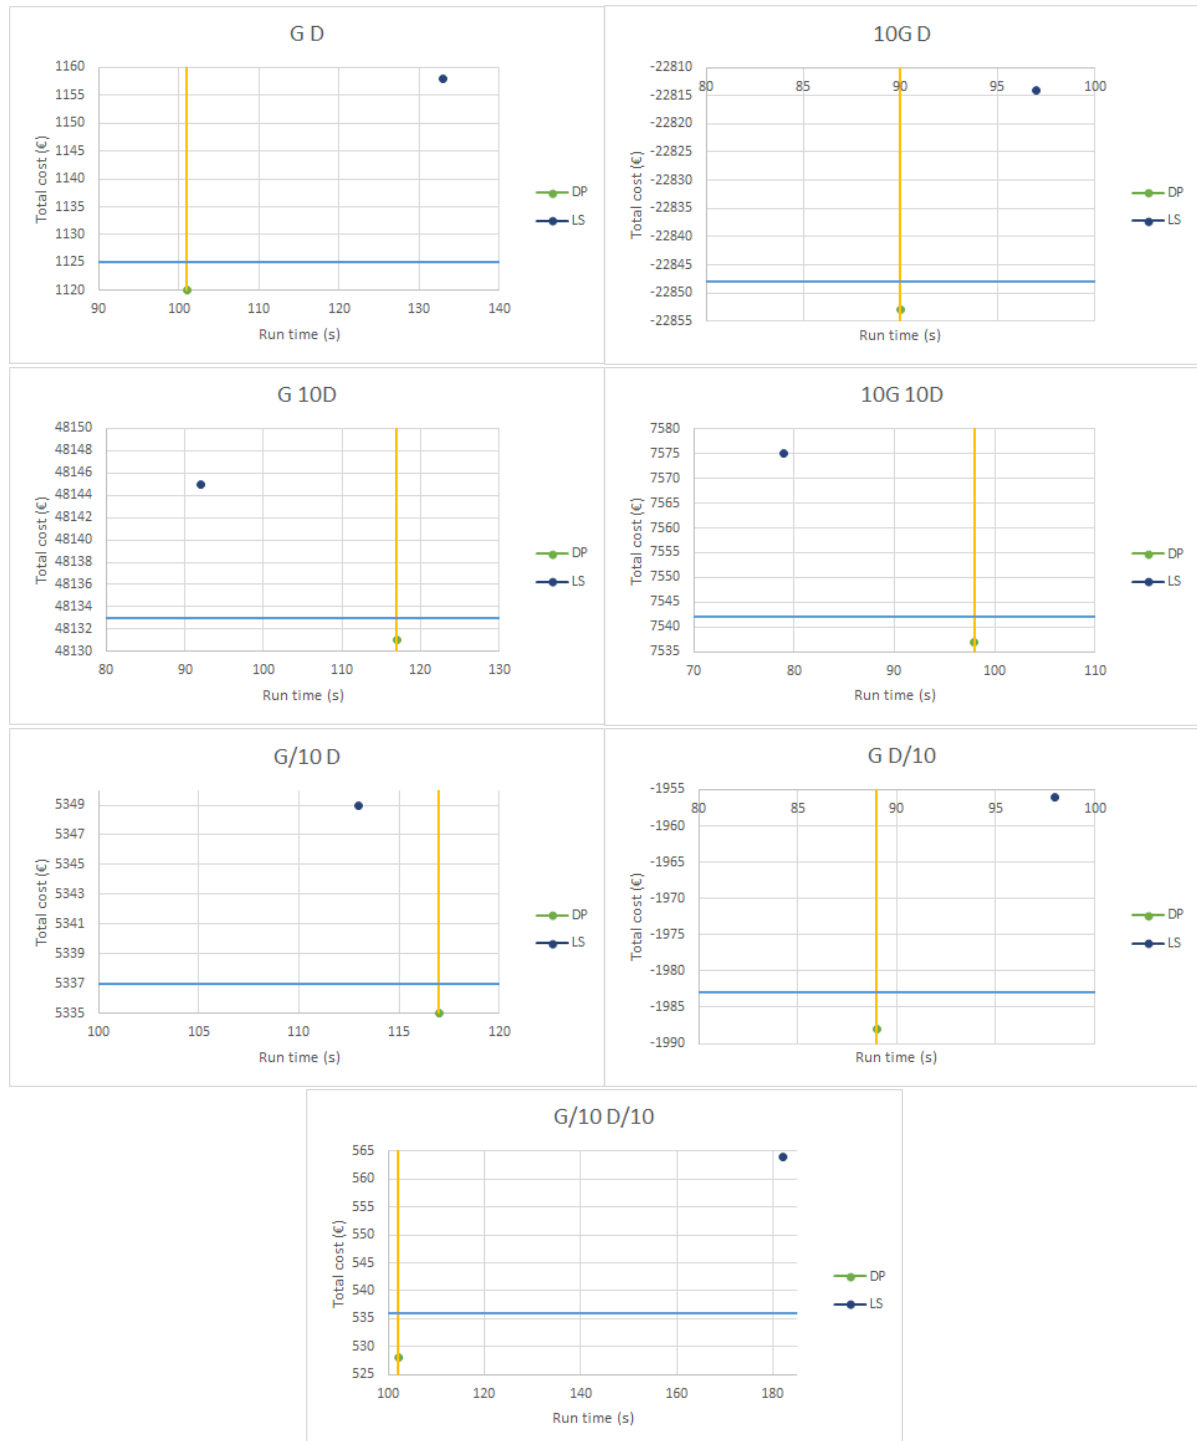 G D
1160
1155
1150
1145
1140
1135
1130
1125
1120
90 100 110 120 130 140
Total cost (€)
Run time (s)
DP
LS
10G D
-22810
-22815
-22820
-22825
-22830
-22835
-22840
-22845
-22850
-22855
80 85 90 95 100
Total cost (€)
Run time (s)
DP
LS
G 10D
48150
48148
48146
48144
48142
48140
48138
48136
48134
48132
48130
80 90 100 110 120 130
Total cost (€)
Run time (s)
DP
LS
10G 10D
7580
7575
7570
7565
7560
7555
7550
7545
7540
7535
70 80 90 100 110
Total cost (€)
Run time (s)
DP
LS
G/10 D
5349
5347
5345
5343
5341
5339
5337
5335
100 105 110 115 120
Total cost (€)
Run time (s)
DP
LS
G D/10
-1955
-1960
-1965
-1970
-1975
-1980
-1985
-1990
80 85 90 95 100
Total cost (€)
Run time (s)
DP
LS
G/10 D/10
565
560
555
550
545
540
535
530
525
100 120 140 160 180
Total cost (€)
Run time (s)
DP
LS